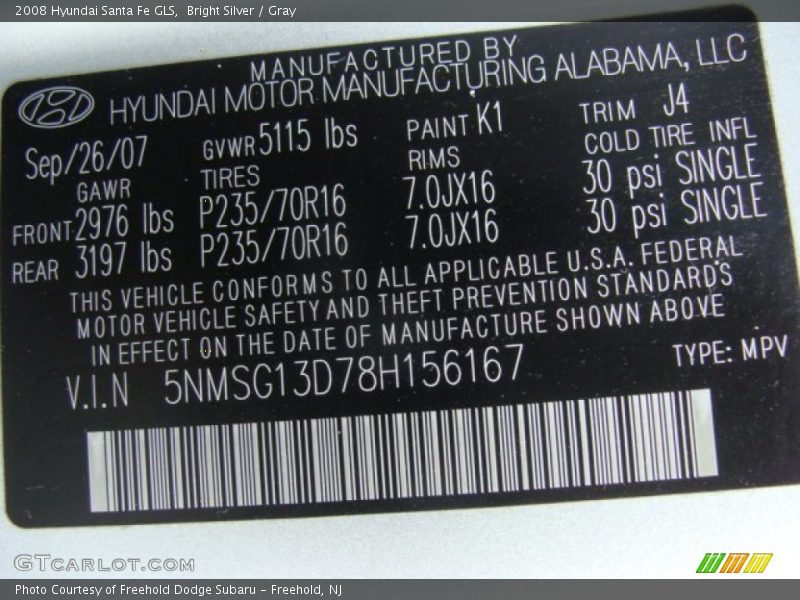 2008 Hyundai Santa Fe GLS, Bright Silver / Gray
MANUFACTURED BY
HYUNDAI MOTOR MANUFACTURING ALABAMA, LLC
Sep/26/07 GVWR 5115 lbs PAINT K1 TRIM J4
GAWR TIRES RIMS COLD TIRE INFL
FRONT 2976 lbs P235/70R16 7.0JX16 30 psi SINGLE
REAR 3197 lbs P235/70R16 7.0JX16 30 psi SINGLE
THIS VEHICLE CONFORMS TO ALL APPLICABLE U.S.A. FEDERAL
MOTOR VEHICLE SAFETY AND THEFT PREVENTION STANDARDS
IN EFFECT ON THE DATE OF MANUFACTURE SHOWN ABOVE
V.I.N 5NMSG13D78H156167 TYPE: MPV
GTCARLOT.COM
Photo Courtesy of Freehold Dodge Subaru - Freehold, NJ